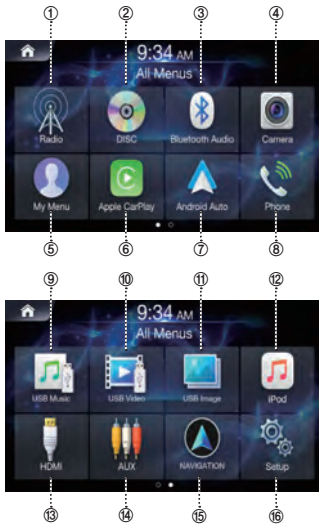 ① ② ③ ④
9:34 AM
All Menus
Radio DISC Bluetooth Audio Camera
My Menu Apple CarPlay Android Auto Phone
⑤ ⑥ ⑦ ⑧
⑨ ⑩ ⑪ ⑫
9:34 AM
All Menus
USB Music USB Video USB Image iPod
HDMI AUX NAVIGATION Setup
⑬ ⑭ ⑮ ⑯